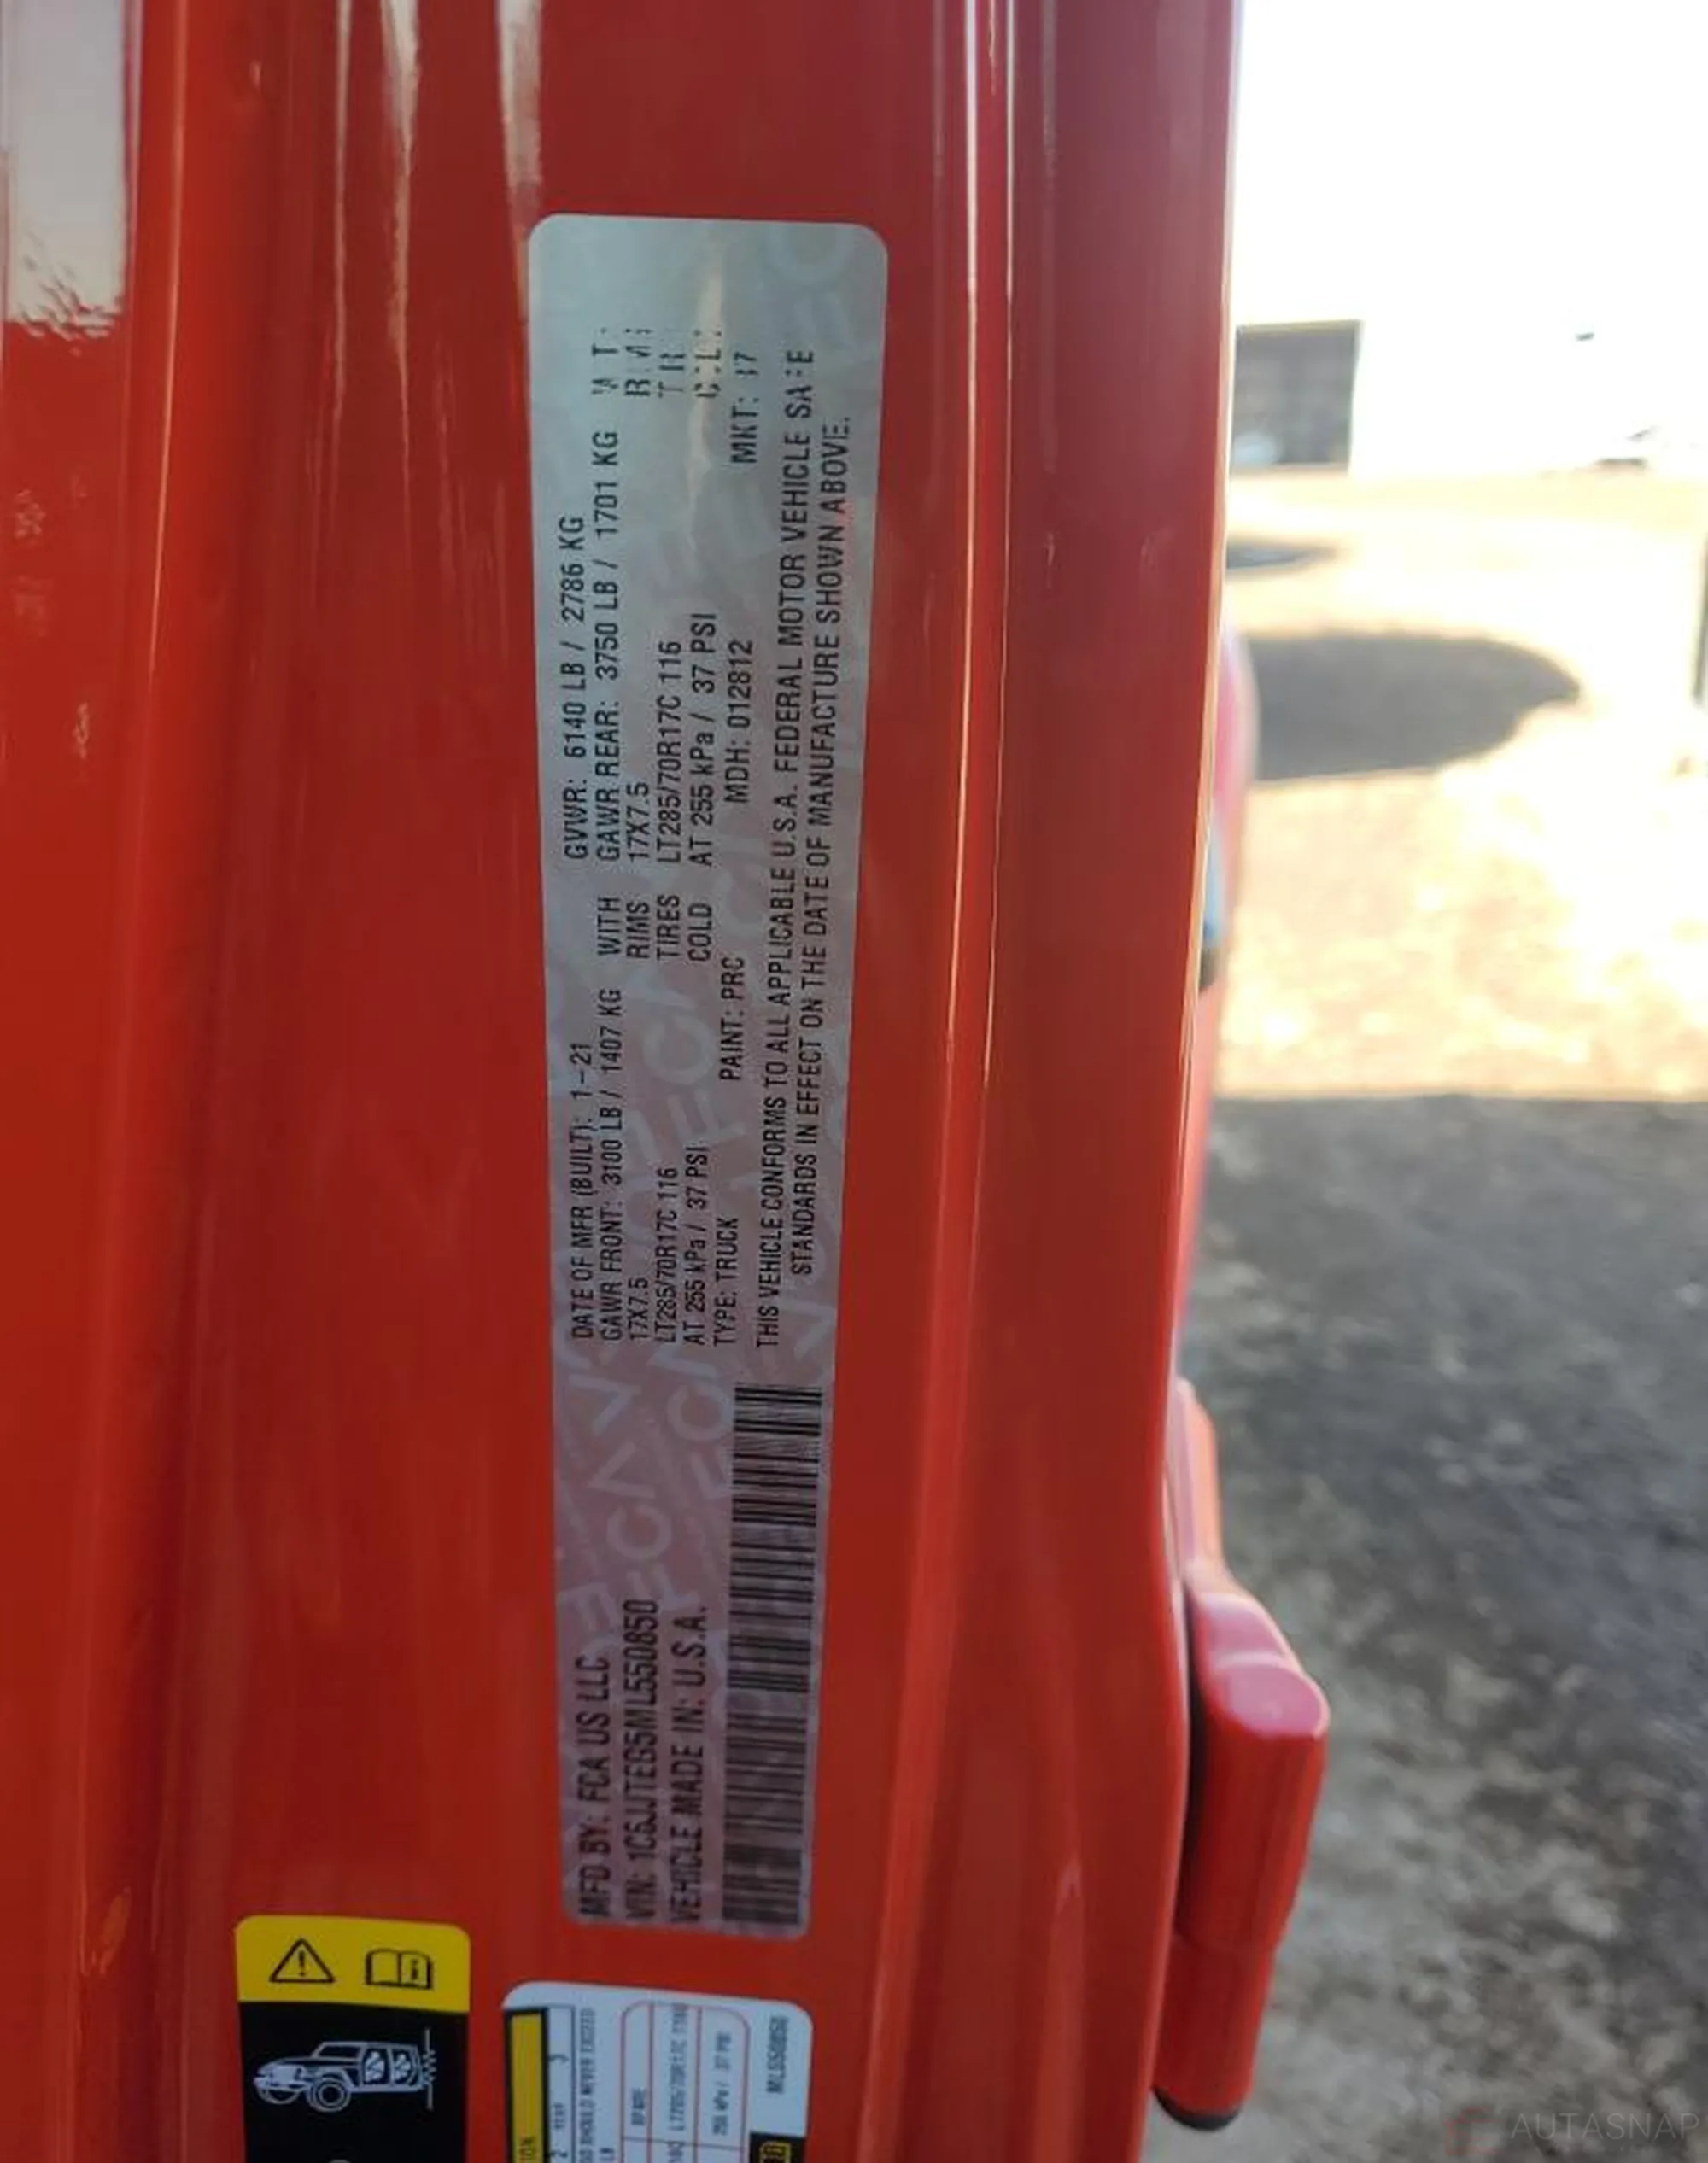 MFD BY: FCA US LLC
VIN: 1C6JJTEG5ML550850
VEHICLE MADE IN: U.S.A.
DATE OF MFR (BUILT): 1-21 GVWR: 6140 LB / 2786 KG
GAWR FRONT: 3100 LB / 1407 KG WITH GAWR REAR: 3750 LB / 1701 KG
17X7.5 RIMS 17X7.5
LT285/70R17C 116 TIRES LT285/70R17C 116
AT 255 kPa / 37 PSI COLD AT 255 kPa / 37 PSI
TYPE: TRUCK PAINT: PRC MDH: 012812 MKT:
THIS VEHICLE CONFORMS TO ALL APPLICABLE U.S.A. FEDERAL MOTOR VEHICLE
STANDARDS IN EFFECT ON THE DATE OF MANUFACTURE SHOWN ABOVE.
SHOULD NEVER EXCEED
ML550850
AUTASNAP